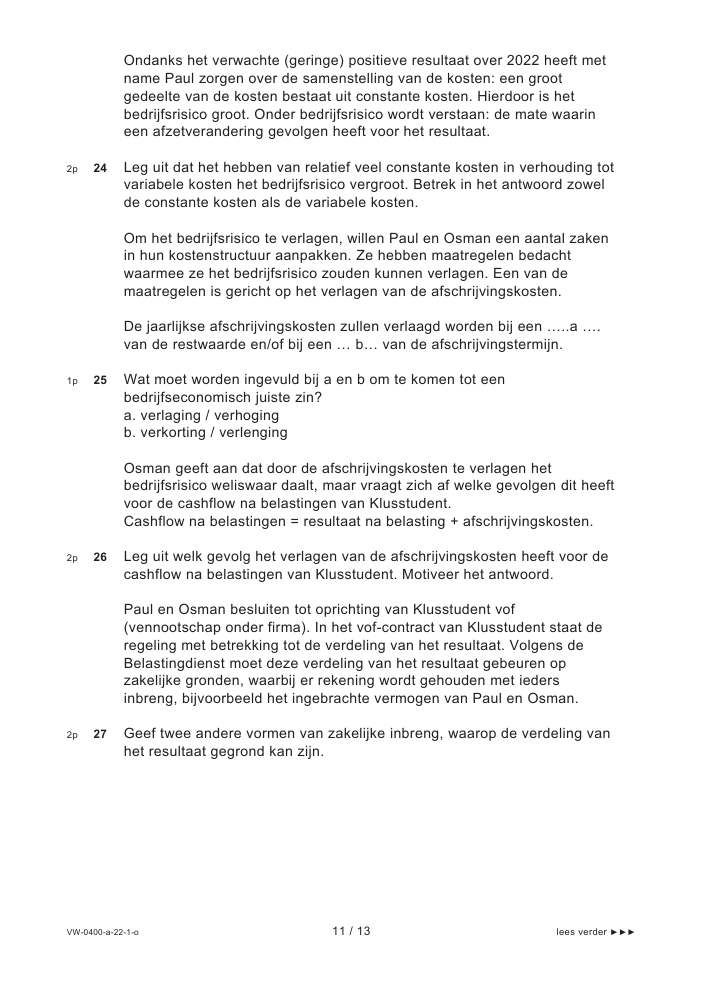 Ondanks het verwachte (geringe) positieve resultaat over 2022 heeft met
name Paul zorgen over de samenstelling van de kosten: een groot
gedeelte van de kosten bestaat uit constante kosten. Hierdoor is het
bedrijfsrisico groot. Onder bedrijfsrisico wordt verstaan: de mate waarin
een afzetverandering gevolgen heeft voor het resultaat.
2p 24 Leg uit dat het hebben van relatief veel constante kosten in verhouding tot
variabele kosten het bedrijfsrisico vergroot. Betrek in het antwoord zowel
de constante kosten als de variabele kosten.
Om het bedrijfsrisico te verlagen, willen Paul en Osman een aantal zaken
in hun kostenstructuur aanpakken. Ze hebben maatregelen bedacht
waarmee ze het bedrijfsrisico zouden kunnen verlagen. Een van de
maatregelen is gericht op het verlagen van de afschrijvingskosten.
De jaarlijkse afschrijvingskosten zullen verlaagd worden bij een …..a ….
van de restwaarde en/of bij een … b… van de afschrijvingstermijn.
1p 25 Wat moet worden ingevuld bij a en b om te komen tot een
bedrijfseconomisch juiste zin?
a. verlaging / verhoging
b. verkorting / verlenging
Osman geeft aan dat door de afschrijvingskosten te verlagen het
bedrijfsrisico weliswaar daalt, maar vraagt zich af welke gevolgen dit heeft
voor de cashflow na belastingen van Klusstudent.
Cashflow na belastingen = resultaat na belasting + afschrijvingskosten.
2p 26 Leg uit welk gevolg het verlagen van de afschrijvingskosten heeft voor de
cashflow na belastingen van Klusstudent. Motiveer het antwoord.
Paul en Osman besluiten tot oprichting van Klusstudent vof
(vennootschap onder firma). In het vof-contract van Klusstudent staat de
regeling met betrekking tot de verdeling van het resultaat. Volgens de
Belastingdienst moet deze verdeling van het resultaat gebeuren op
zakelijke gronden, waarbij er rekening wordt gehouden met ieders
inbreng, bijvoorbeeld het ingebrachte vermogen van Paul en Osman.
2p 27 Geef twee andere vormen van zakelijke inbreng, waarop de verdeling van
het resultaat gegrond kan zijn.
VW-0400-a-22-1-o 11 / 13 lees verder ►►►